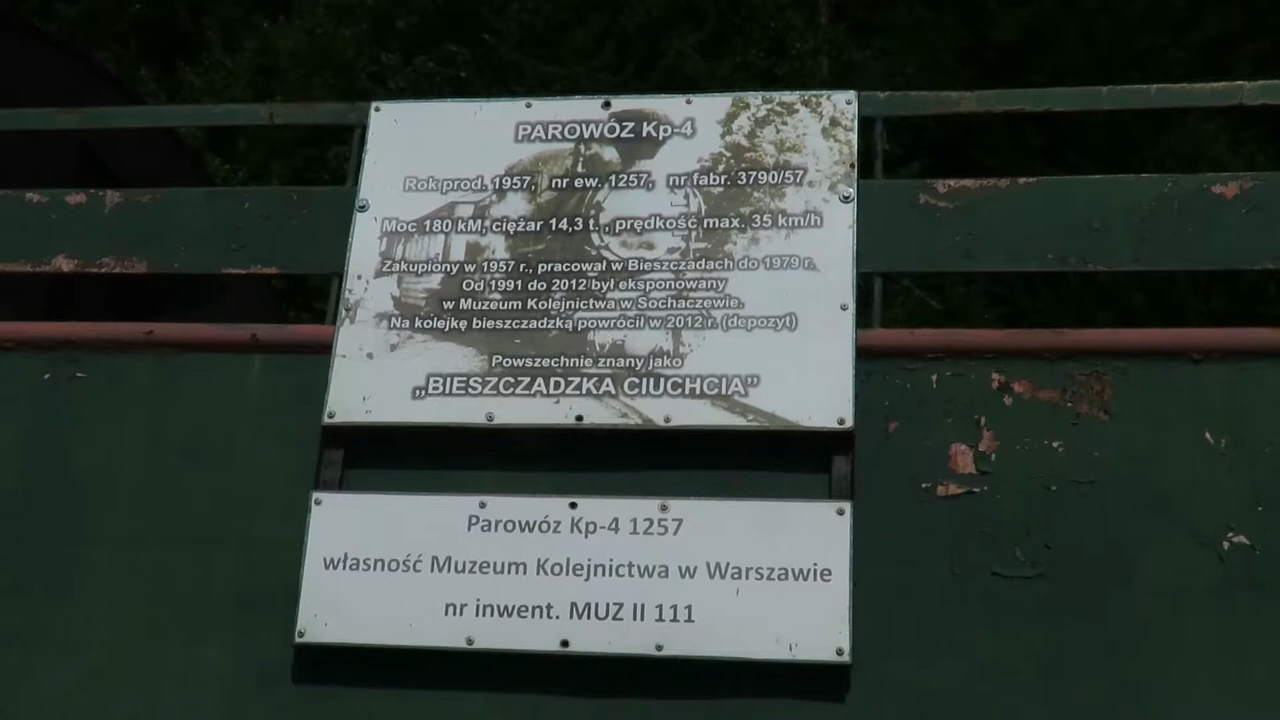 PAROWÓZ Kp-4
Rok prod. 1957, nr ew. 1257, nr fabr. 3790/57
Moc 180 kM, ciężar 14,3 t. , prędkość max. 35 km/h
Zakupiony w 1957 r., pracował w Bieszczadach do 1979 r.
Od 1991 do 2012 był eksponowany
w Muzeum Kolejnictwa w Sochaczewie.
Na kolejkę bieszczadzką powrócił w 2012 r. (depozyt)
Powszechnie znany jako
„BIESZCZADZKA CIUCHCIA”
Parowóz Kp-4 1257
własność Muzeum Kolejnictwa w Warszawie
nr inwent. MUZ II 111